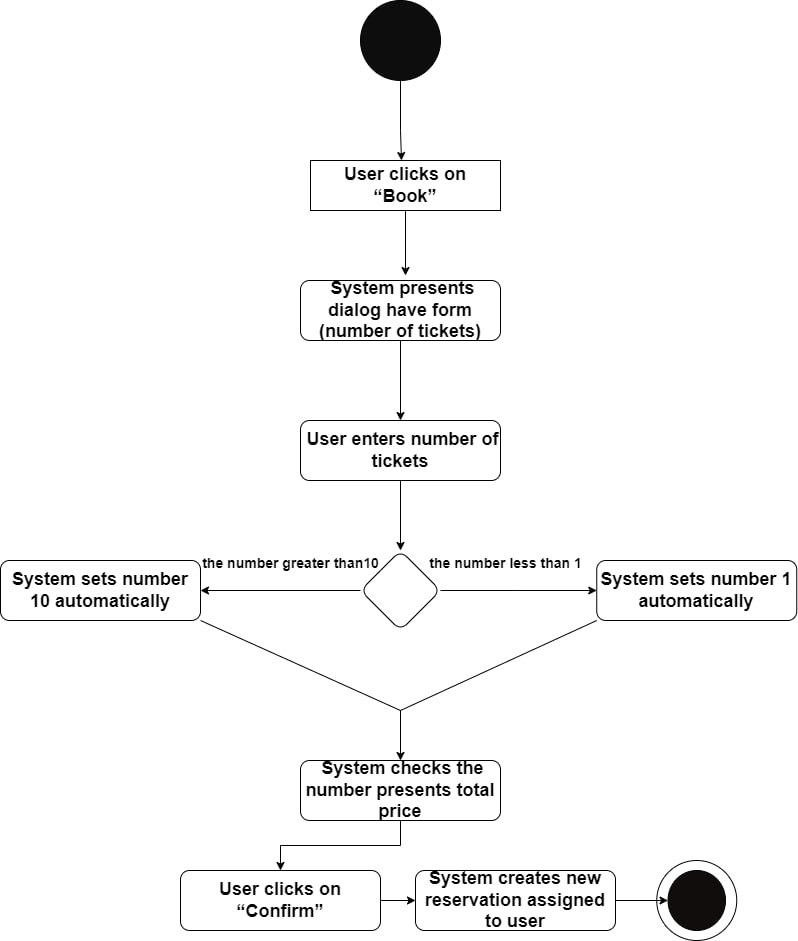 User clicks on
“Book”
System presents
dialog have form
(number of tickets)
User enters number of
tickets
the number greater than10
the number less than 1
System sets number
10 automatically
System sets number 1
automatically
System checks the
number presents total
price
User clicks on
“Confirm”
System creates new
reservation assigned
to user